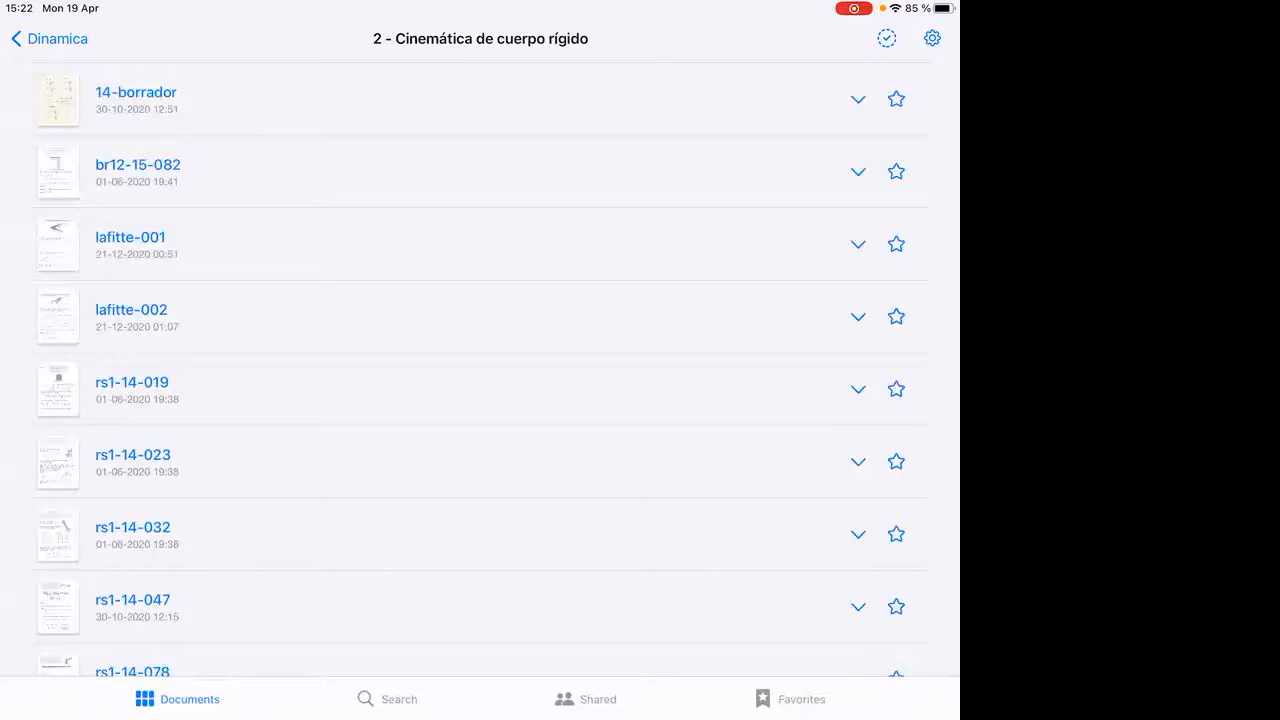 15:22 Mon 19 Apr 85 %
Dinamica
2 - Cinemática de cuerpo rígido
14-borrador
30-10-2020 12:51
br12-15-082
01-06-2020 19:41
lafitte-001
21-12-2020 00:51
lafitte-002
21-12-2020 01:07
rs1-14-019
01-06-2020 19:38
rs1-14-023
01-06-2020 19:38
rs1-14-032
01-06-2020 19:36
rs1-14-047
30-10-2020 12:15
rs1-14-078
Documents
Search
Shared
Favorites